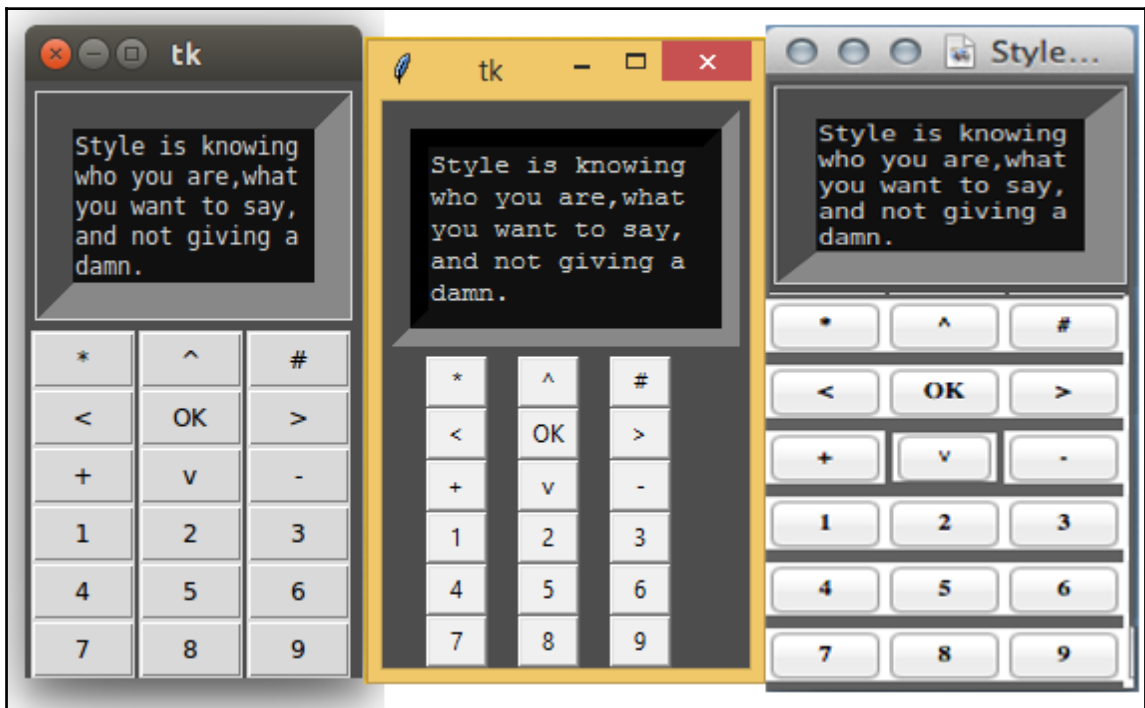 tk
Style is knowing
who you are,what
you want to say,
and not giving a
damn.
* ^ #
< OK >
+ v -
1 2 3
4 5 6
7 8 9
tk
Style is knowing
who you are,what
you want to say,
and not giving a
damn.
* ^ #
< OK >
+ v -
1 2 3
4 5 6
7 8 9
Style...
Style is knowing
who you are,what
you want to say,
and not giving a
damn.
* ^ #
< OK >
+ v -
1 2 3
4 5 6
7 8 9